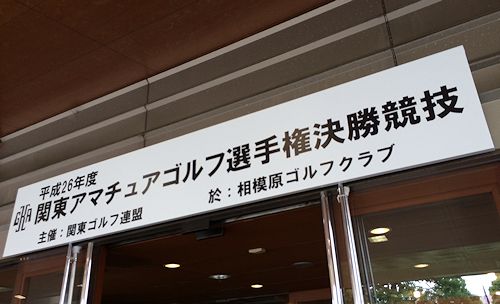 平成26年度
関東アマチュアゴルフ選手権決勝競技
主催：関東ゴルフ連盟
於：相模原ゴルフクラブ